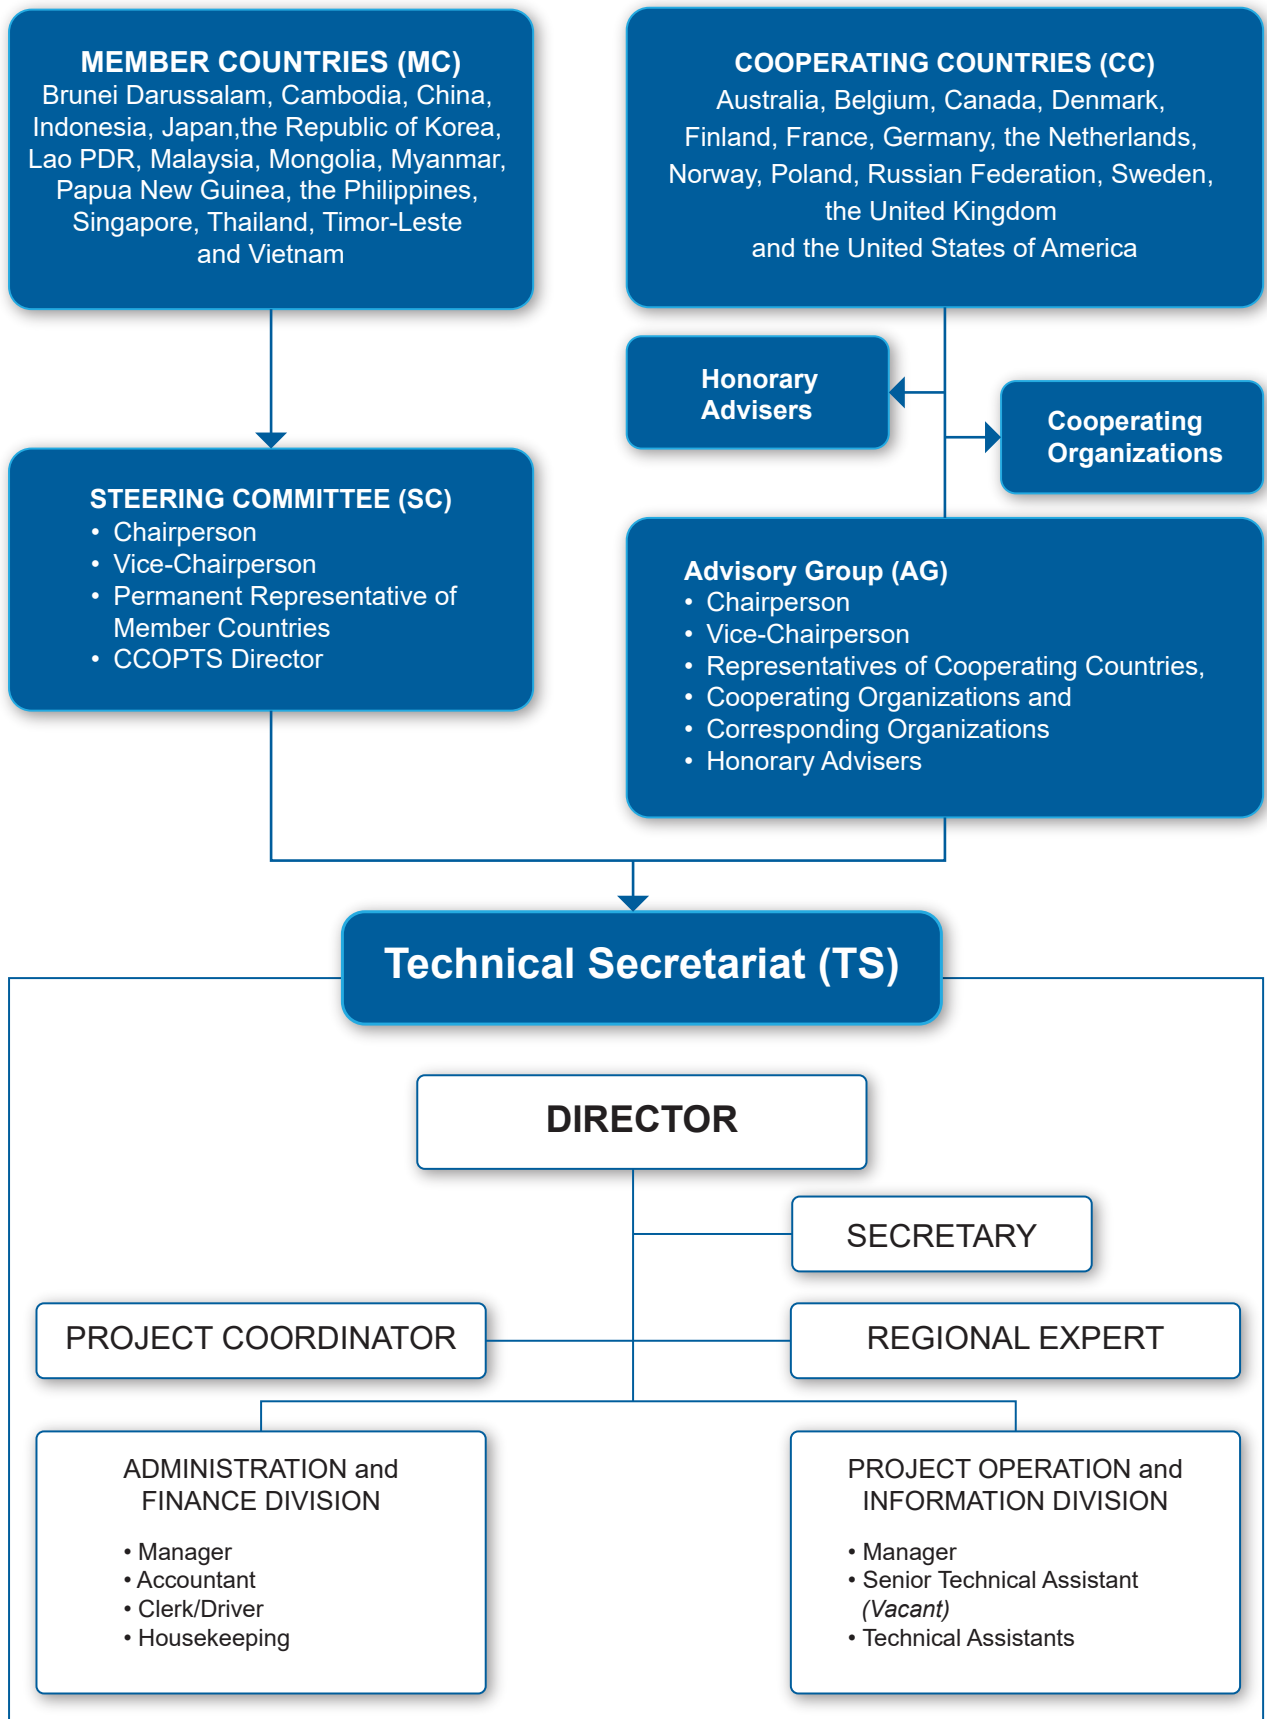 MEMBER COUNTRIES (MC)
Brunei Darussalam, Cambodia, China,
Indonesia, Japan,the Republic of Korea,
Lao PDR, Malaysia, Mongolia, Myanmar,
Papua New Guinea, the Philippines,
Singapore, Thailand, Timor-Leste
and Vietnam
COOPERATING COUNTRIES (CC)
Australia, Belgium, Canada, Denmark,
Finland, France, Germany, the Netherlands,
Norway, Poland, Russian Federation, Sweden,
the United Kingdom
and the United States of America
Honorary
Advisers
Cooperating
Organizations
STEERING COMMITTEE (SC)
• Chairperson
• Vice-Chairperson
• Permanent Representative of
Member Countries
• CCOPTS Director
Advisory Group (AG)
• Chairperson
• Vice-Chairperson
• Representatives of Cooperating Countries,
• Cooperating Organizations and
• Corresponding Organizations
• Honorary Advisers
Technical Secretariat (TS)
DIRECTOR
SECRETARY
PROJECT COORDINATOR
REGIONAL EXPERT
ADMINISTRATION and
FINANCE DIVISION
• Manager
• Accountant
• Clerk/Driver
• Housekeeping
PROJECT OPERATION and
INFORMATION DIVISION
• Manager
• Senior Technical Assistant
(Vacant)
• Technical Assistants